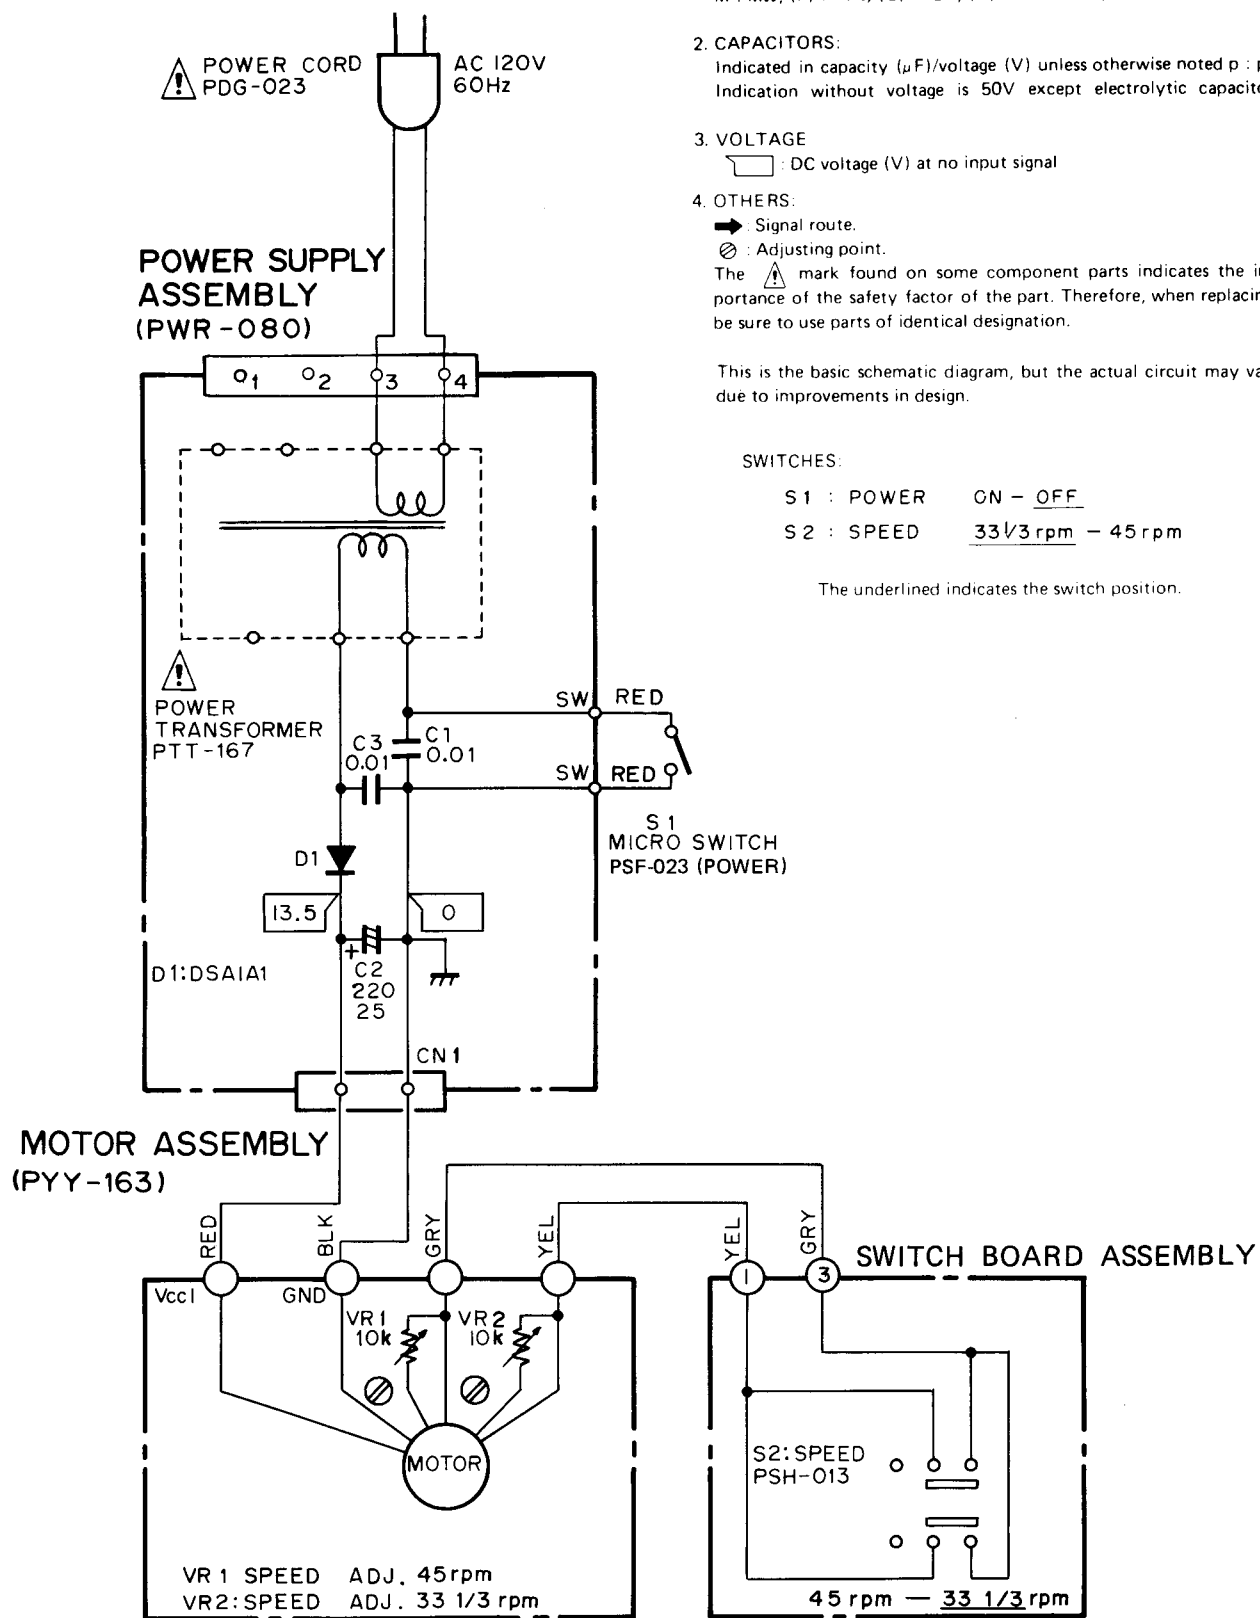 POWER CORD
PDG-023
AC 120V
60Hz
2. CAPACITORS:
Indicated in capacity (μF)/voltage (V) unless otherwise noted p :
Indication without voltage is 50V except electrolytic
3. VOLTAGE
: DC voltage (V) at no input signal
4. OTHERS:
: Signal route.
: Adjusting point.
The mark found on some component parts indicates the
portance of the safety factor of the part. Therefore, when
be sure to use parts of identical designation.
This is the basic schematic diagram, but the actual circuit may
due to improvements in design.
SWITCHES:
S1 : POWER ON - OFF
S2 : SPEED 33 1/3 rpm - 45 rpm
The underlined indicates the switch position.
POWER SUPPLY
ASSEMBLY
(PWR-080)
1 2 3 4
POWER
TRANSFORMER
PTT-167
SW RED
C3
0.01
C1
0.01
SW RED
S1
MICRO SWITCH
PSF-023 (POWER)
D1
13.5
0
D1:DSA1A1
+
C2
220
25
CN1
MOTOR ASSEMBLY
(PYY-163)
RED
BLK
GRY
YEL
YEL
GRY
1
3
SWITCH BOARD ASSEMBLY
Vcc1
GND
VR1
10k
VR2
10k
MOTOR
S2:SPEED
PSH-013
VR1 SPEED ADJ. 45rpm
VR2:SPEED ADJ. 33 1/3 rpm
45 rpm — 33 1/3 rpm